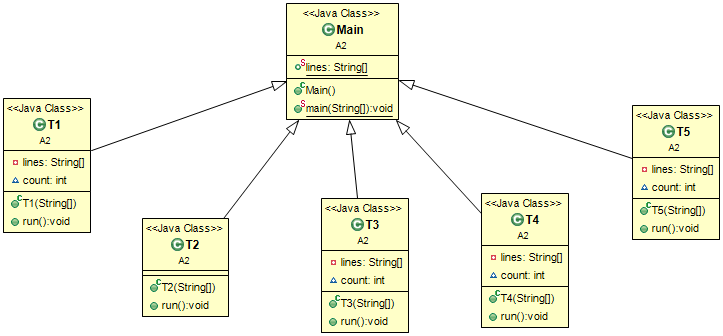 <<Java Class>>
Main
A2
lines: String[]
Main()
main(String[]):void
<<Java Class>>
T1
A2
lines: String[]
count: int
T1(String[])
run():void
<<Java Class>>
T2
A2
T2(String[])
run():void
<<Java Class>>
T3
A2
lines: String[]
count: int
T3(String[])
run():void
<<Java Class>>
T4
A2
lines: String[]
count: int
T4(String[])
run():void
<<Java Class>>
T5
A2
lines: String[]
count: int
T5(String[])
run():void